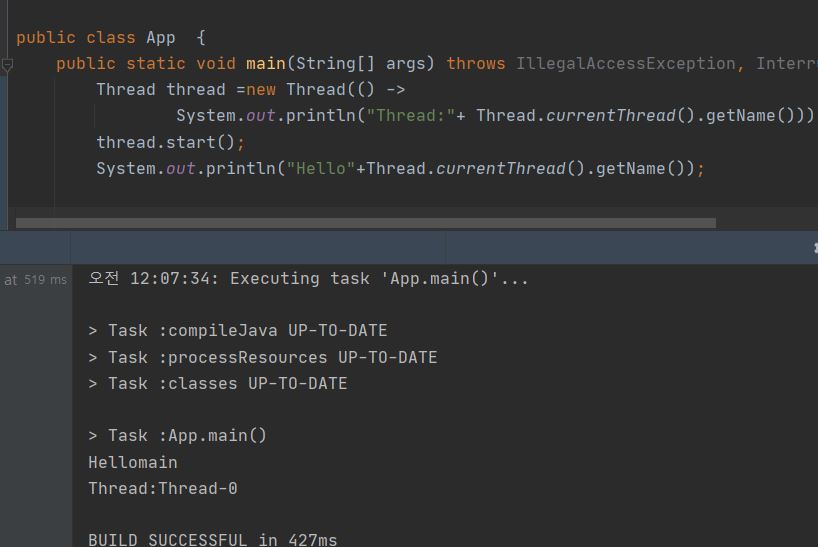 public class App  {
public static void main(String[] args) throws IllegalAccessException,
Thread thread =new Thread(() ->
System.out.println("Thread:"+ Thread.currentThread().getName()))
thread.start();
System.out.println("Hello"+Thread.currentThread().getName());
at 519 ms
오전 12:07:34: Executing task 'App.main()'...
> Task :compileJava UP-TO-DATE
> Task :processResources UP-TO-DATE
> Task :classes UP-TO-DATE
> Task :App.main()
Hellomain
Thread:Thread-0
BUILD SUCCESSFUL in 427ms